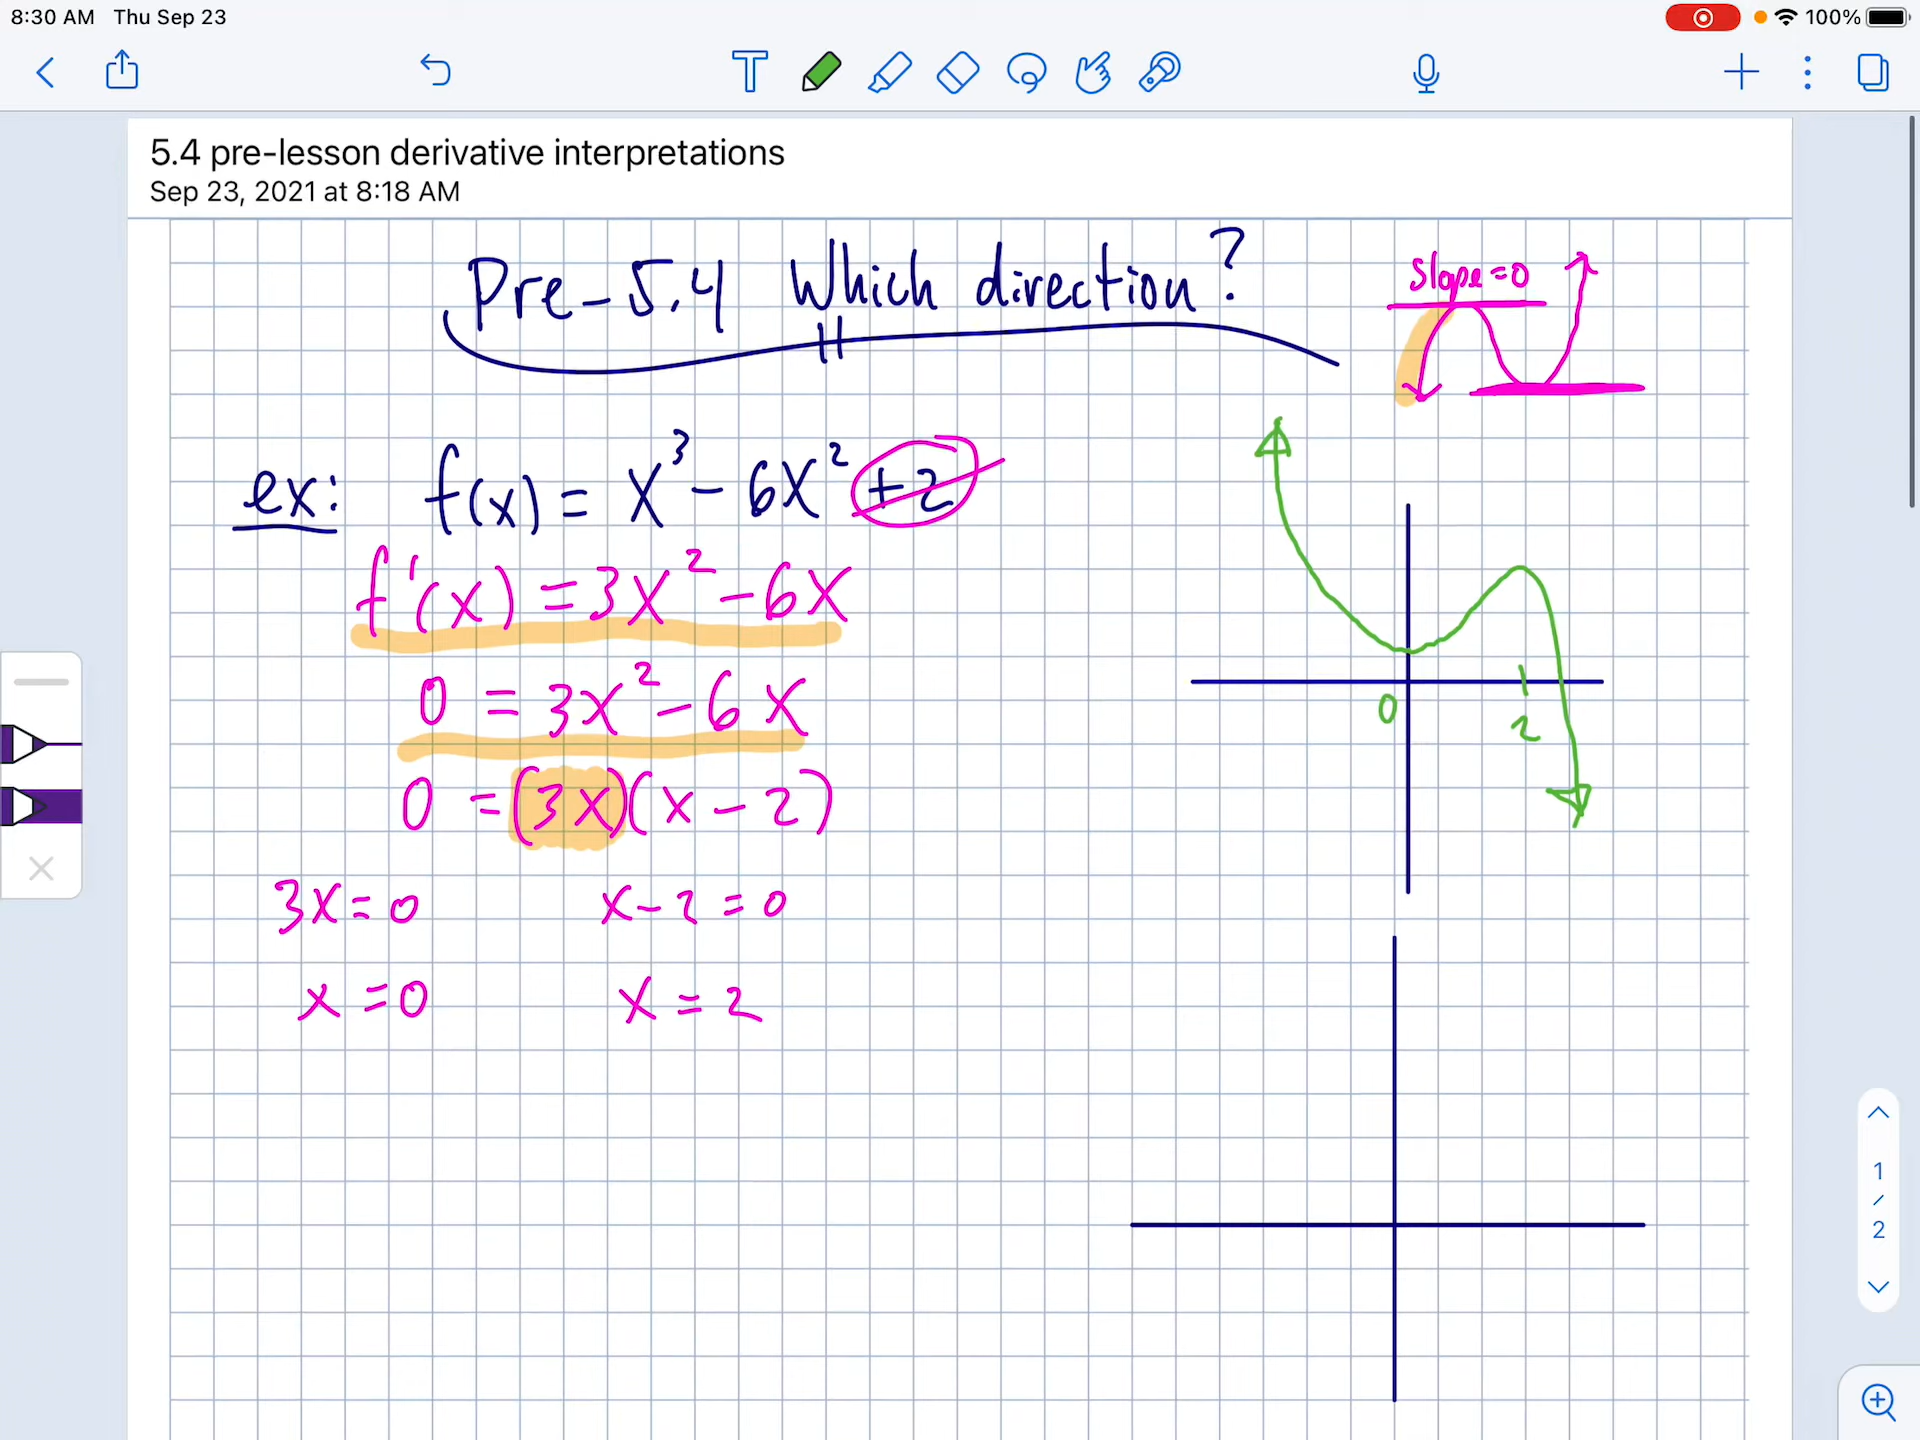 8:30 AM Thu Sep 23
100%
5.4 pre-lesson derivative interpretations
Sep 23, 2021 at 8:18 AM
Pre-5.4 Which direction?
Slope=0
ex: f(x) = x³ - 6x² + 2
f'(x) = 3x² - 6x
0 = 3x² - 6x
0 = (3x)(x - 2)
3x = 0 x - 2 = 0
x = 0 x = 2
0 2
1
/
2